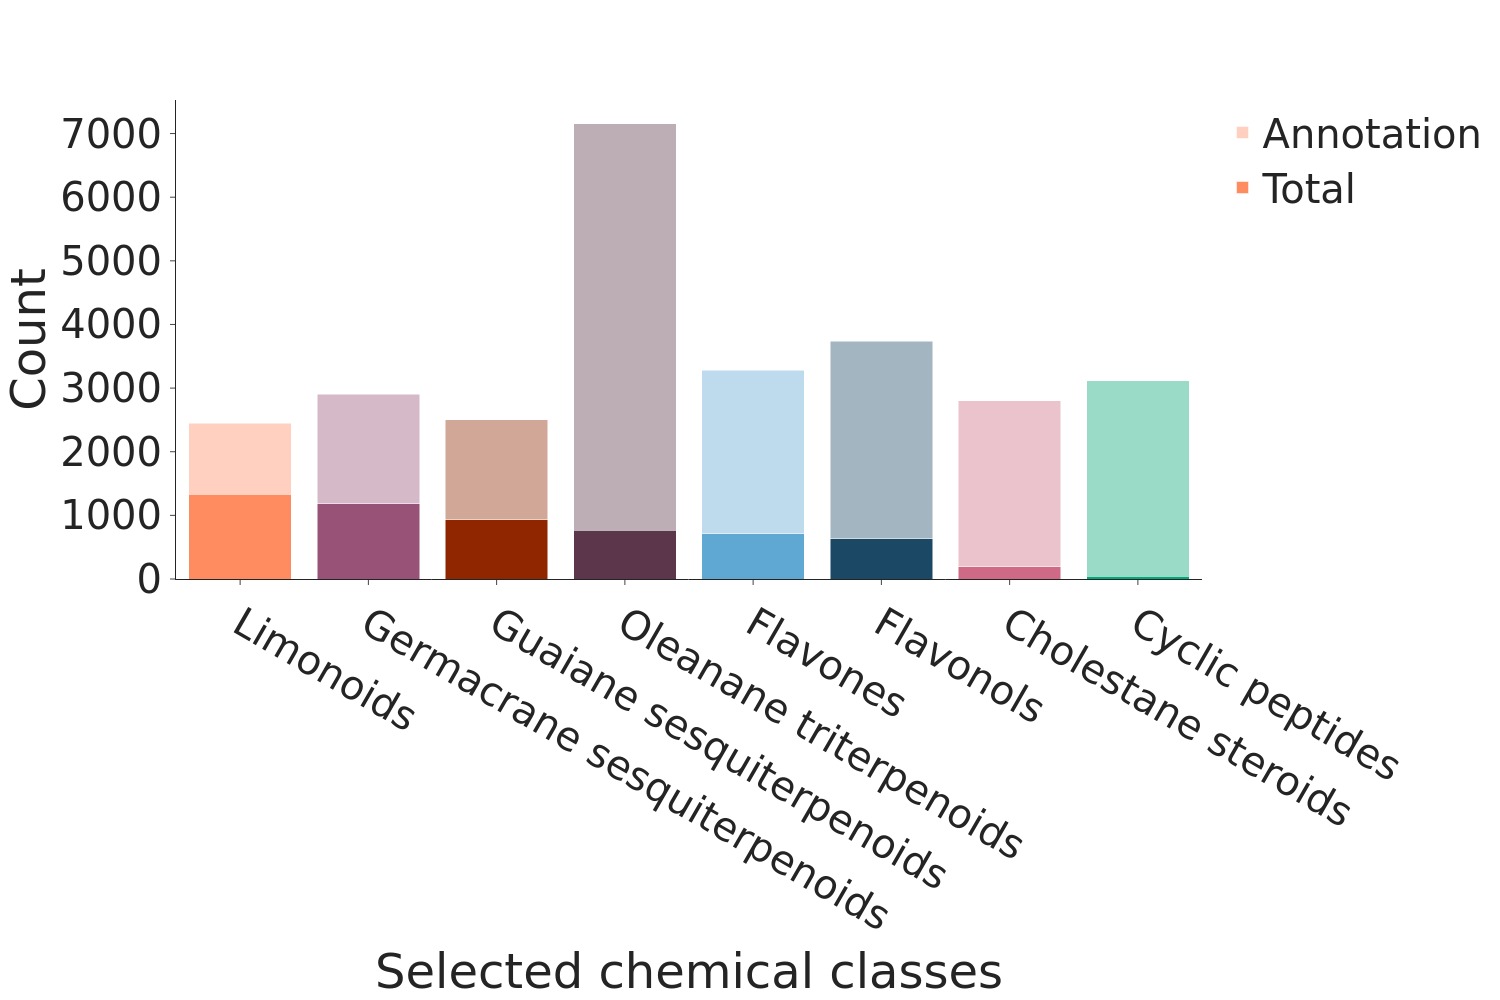 Annotation
Total
Count
7000
6000
5000
4000
3000
2000
1000
0
Limonoids
Germacrane sesquiterpenoids
Guaiane sesquiterpenoids
Oleanane triterpenoids
Flavones
Flavonols
Cholestane steroids
Cyclic peptides
Selected chemical classes